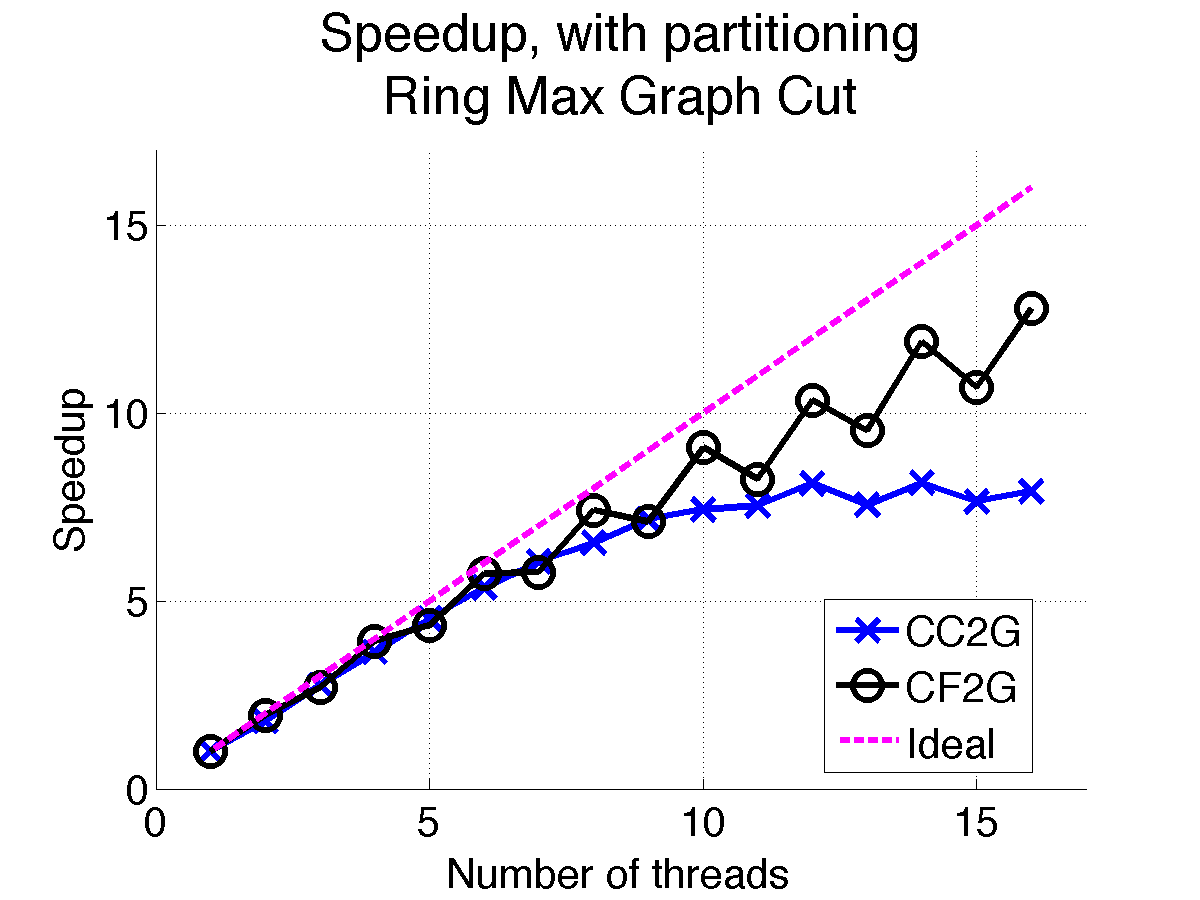 Speedup, with partitioning
Ring Max Graph Cut
15
10
5
0
Speedup
0
5
10
15
Number of threads
CC2G
CF2G
Ideal